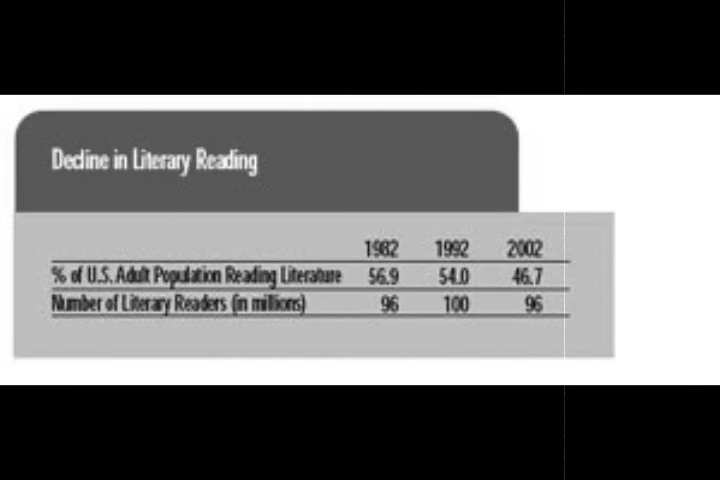 Decline in Literary Reading
1982 1992 2002
% of U.S. Adult Population Reading Literature 56.9 54.0 46.7
Number of Literary Readers (in millions) 96 100 96